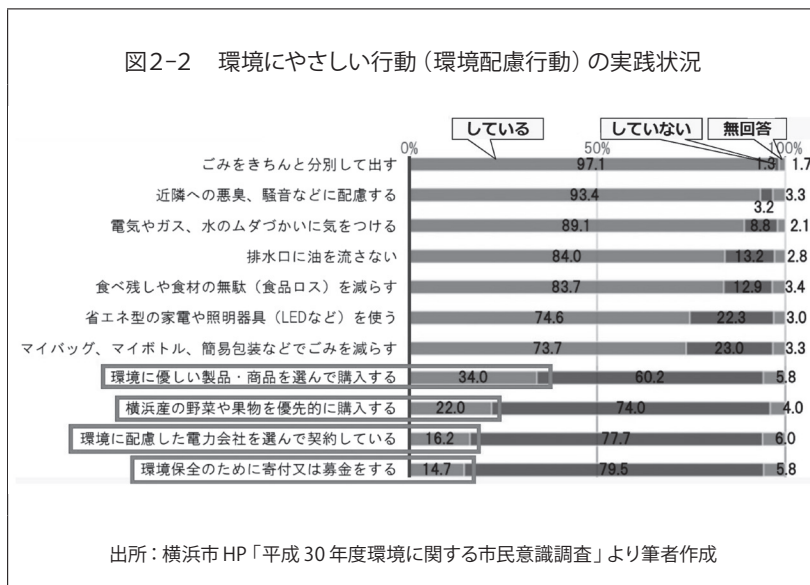 図2-2　環境にやさしい行動（環境配慮行動）の実践状況
している　していない　無回答
0%　50%　100%
ごみをきちんと分別して出す　97.1　1.3　1.7
近隣への悪臭、騒音などに配慮する　93.4　3.2　3.3
電気やガス、水のムダづかいに気をつける　89.1　8.8　2.1
排水口に油を流さない　84.0　13.2　2.8
食べ残しや食材の無駄（食品ロス）を減らす　83.7　12.9　3.4
省エネ型の家電や照明器具（LEDなど）を使う　74.6　22.3　3.0
マイバッグ、マイボトル、簡易包装などでごみを減らす　73.7　23.0　3.3
環境に優しい製品・商品を選んで購入する　34.0　60.2　5.8
横浜産の野菜や果物を優先的に購入する　22.0　74.0　4.0
環境に配慮した電力会社を選んで契約している　16.2　77.7　6.0
環境保全のために寄付又は募金をする　14.7　79.5　5.8
出所：横浜市HP「平成30年度環境に関する市民意識調査」より筆者作成